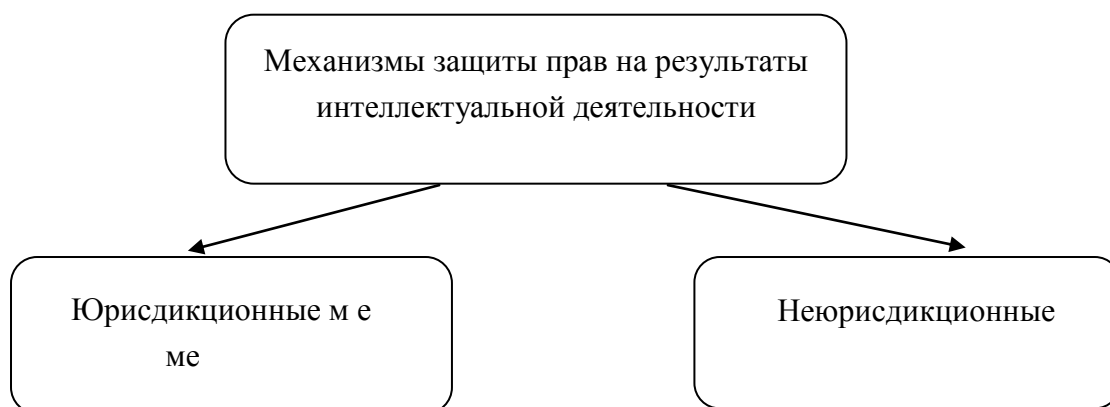 Механизмы защиты прав на результаты
интеллектуальной деятельности
Юрисдикционные м е
ме
Неюрисдикционные